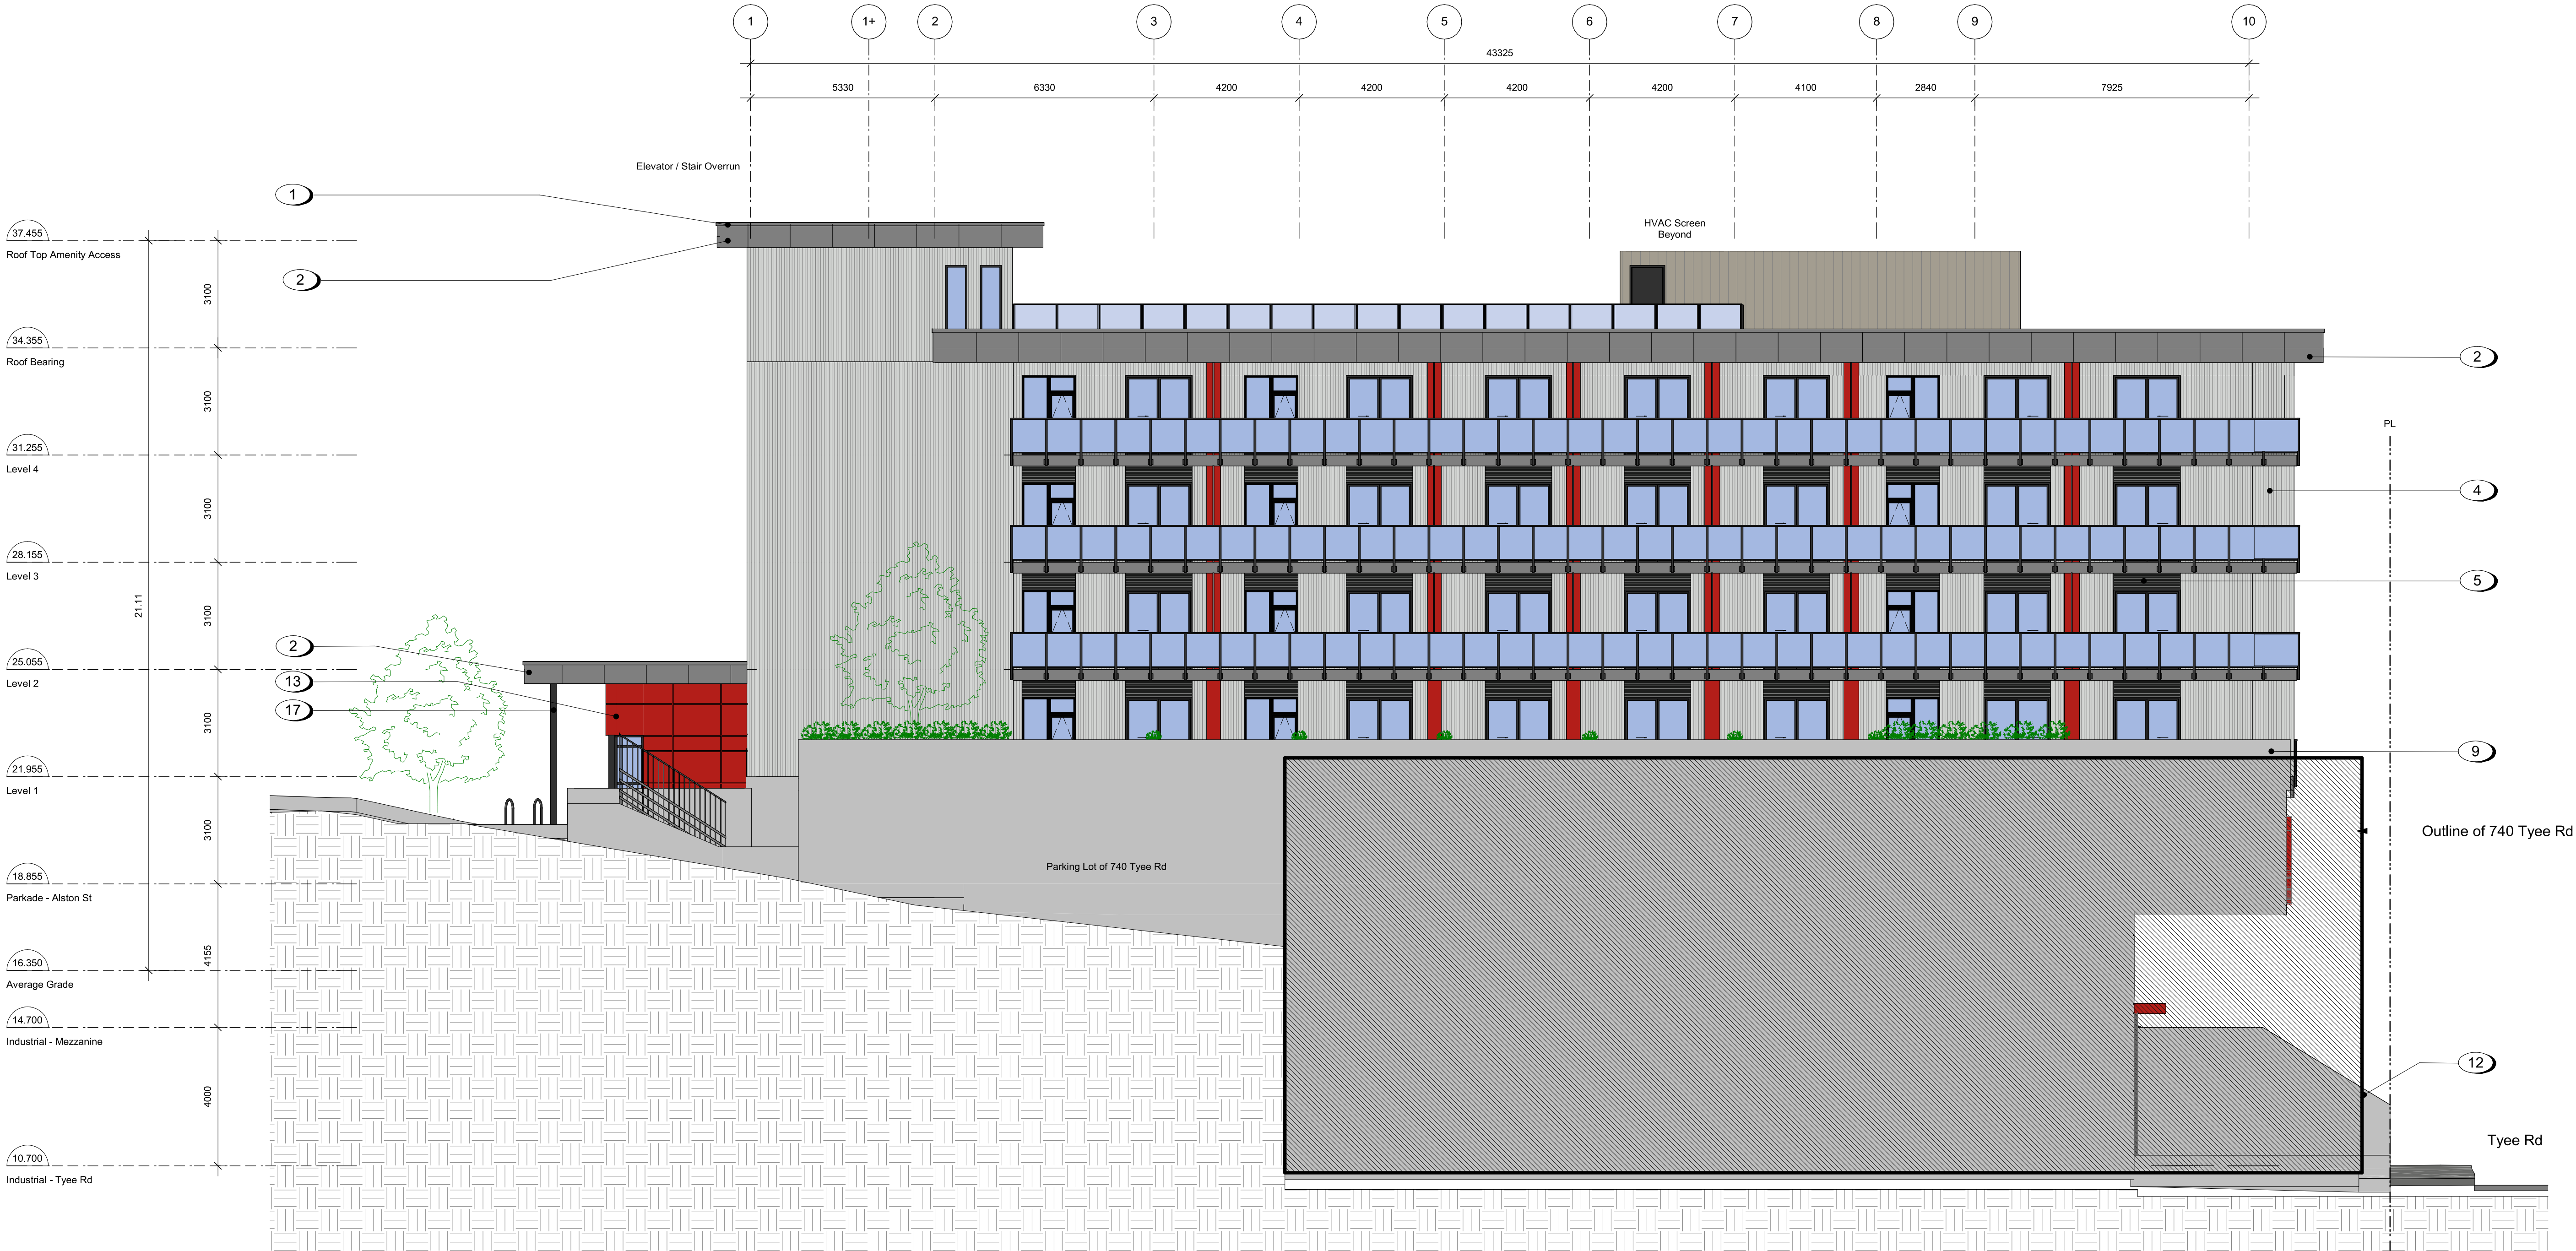 1 1+ 2 3 4 5 6 7 8 9 10
43325
5330 6330 4200 4200 4200 4200 4100 2840 7925
Elevator / Stair Overrun
1
HVAC Screen
Beyond
37.455
Roof Top Amenity Access
2
3100
34.355
Roof Bearing
2
3100
PL
31.255
Level 4
4
3100
28.155
Level 3
5
21.11
3100
2
25.055
Level 2
13
17
3100
9
21.955
Level 1
3100
Outline of 740 Tyee Rd
Parking Lot of 740 Tyee Rd
18.855
Parkade - Alston St
4155
16.350
Average Grade
14.700
Industrial - Mezzanine
12
4000
Tyee Rd
10.700
Industrial - Tyee Rd